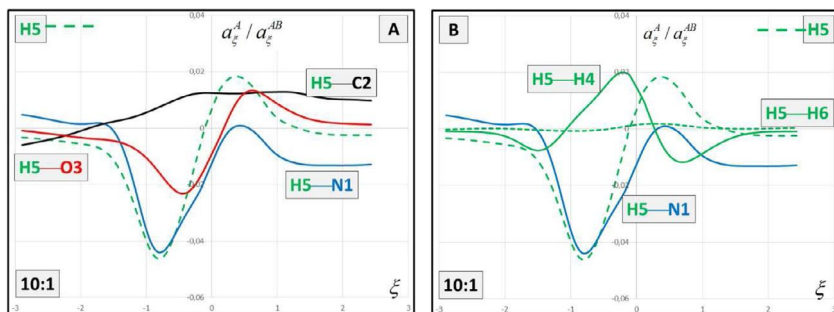 H5
a_ξ^A / a_ξ^AB
A
0,04
0,02
0
-0,02
-0,04
-0,06
H5—C2
H5—O3
H5—N1
10:1
-3 -2 -1 0 1 2 3
ξ
B
a_ξ^A / a_ξ^AB
H5
0,04
0,02
0
-0,02
-0,04
-0,06
H5—H4
H5—H6
H5—N1
10:1
-3 -2 -1 0 1 2 3
ξ